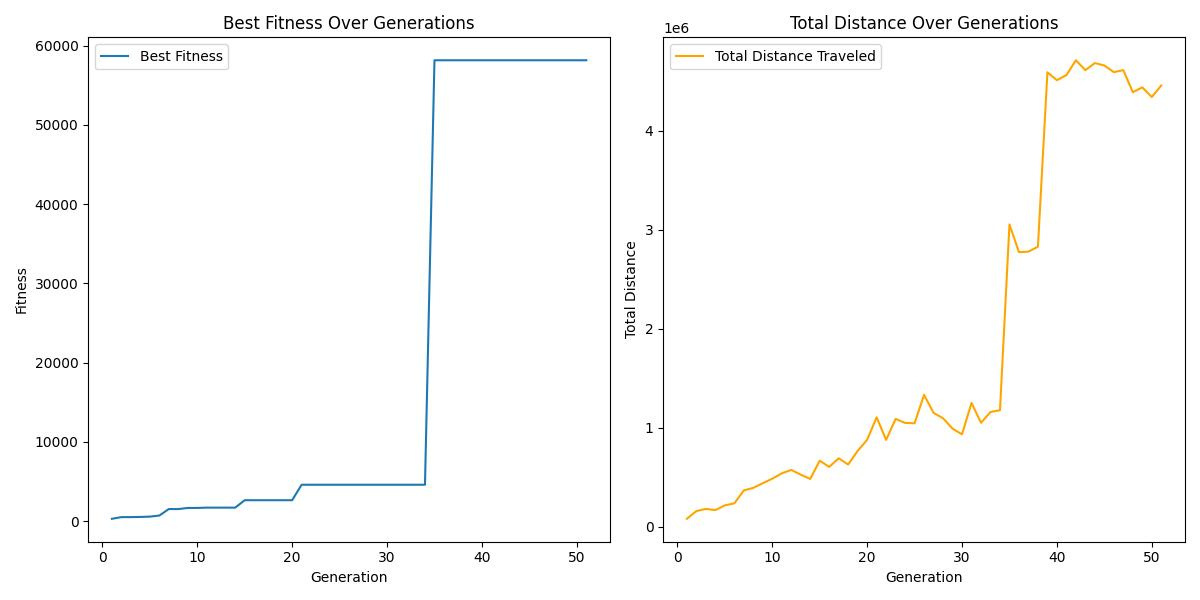 Best Fitness Over Generations
Best Fitness
Fitness
60000
50000
40000
30000
20000
10000
0
0 10 20 30 40 50
Generation
Total Distance Over Generations
1e6
Total Distance Traveled
Total Distance
4
3
2
1
0
0 10 20 30 40 50
Generation